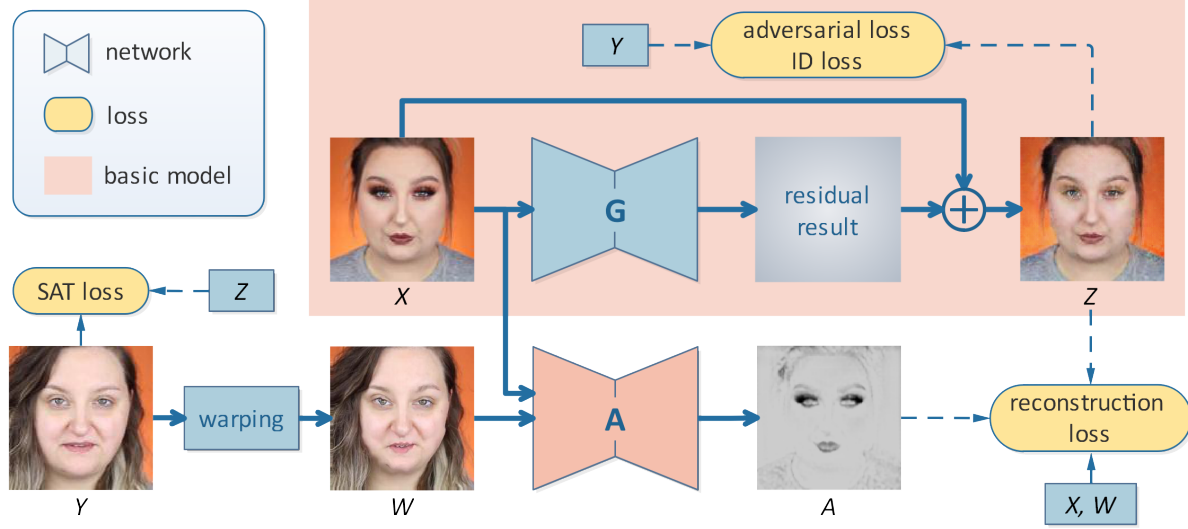 network
loss
basic model
Y
adversarial loss
ID loss
X
G
residual
result
Z
SAT loss
Z
Y
warping
W
A
A
reconstruction
loss
X, W